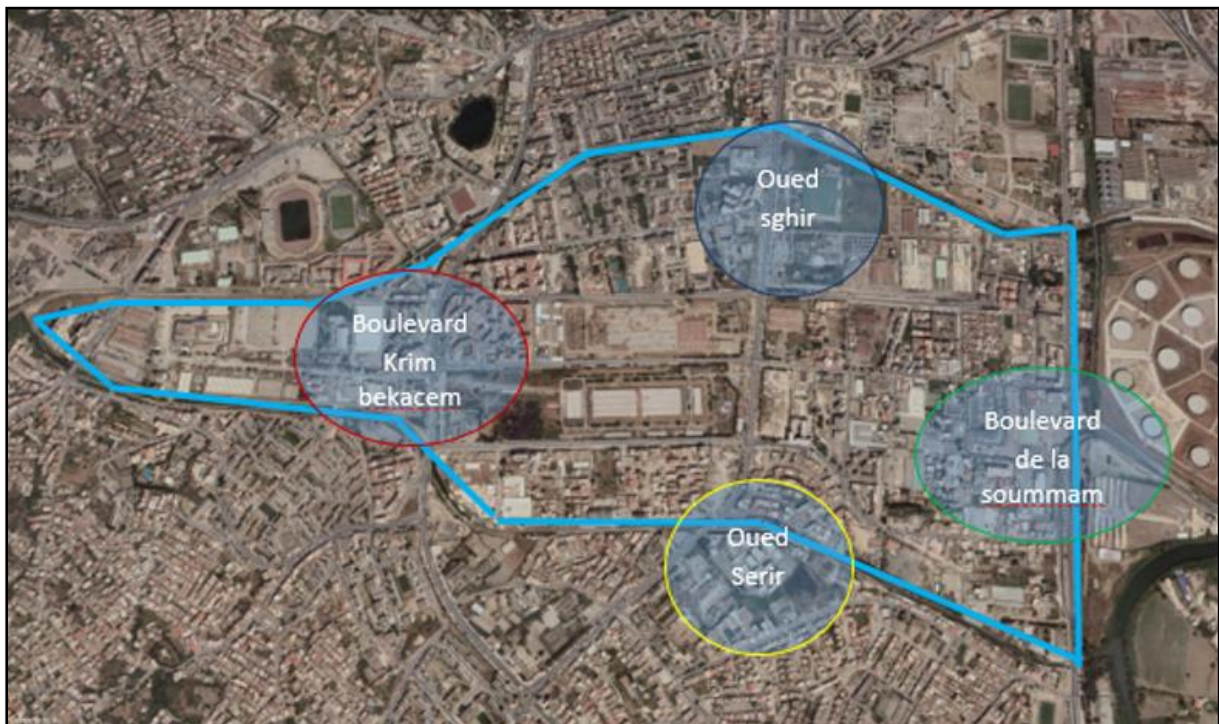 Oued
sghir
Boulevard
Krim
bekacem
Boulevard
de la
soummam
Oued
Serir